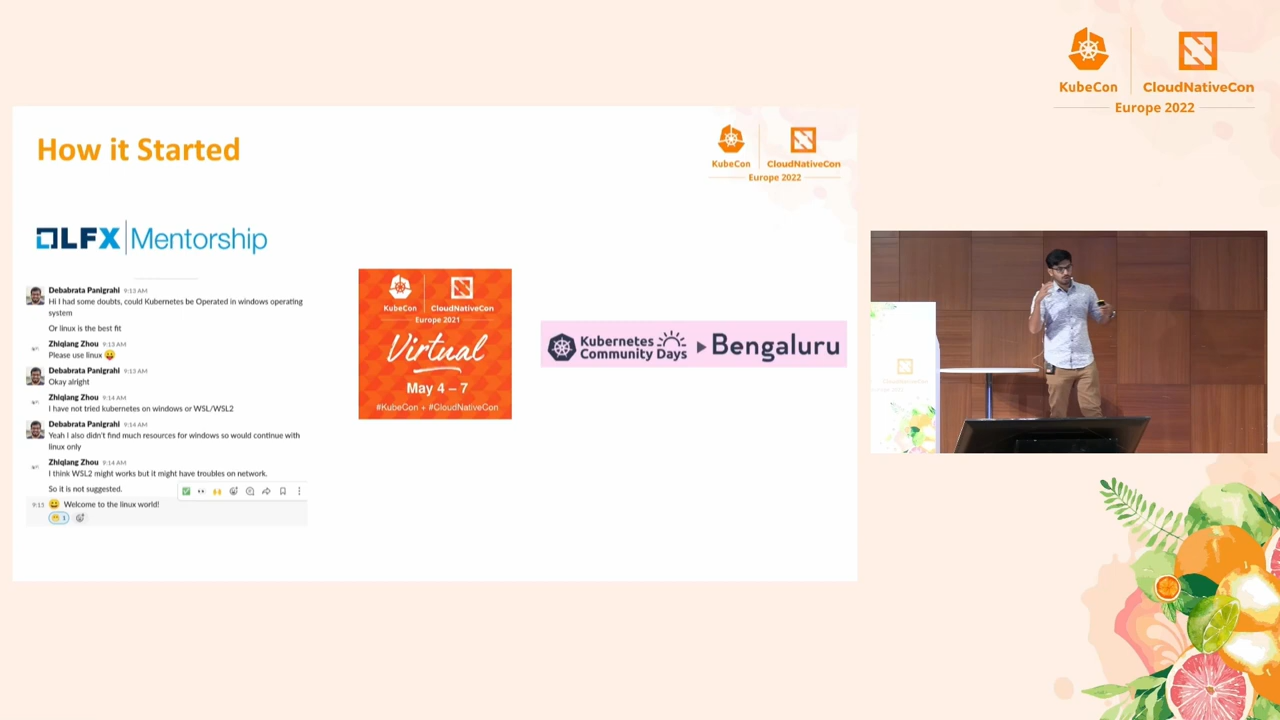 KubeCon
CloudNativeCon
Europe 2022
How it Started
KubeCon
CloudNativeCon
Europe 2022
LFX Mentorship
Debabrata Panigrahi 9:13 AM
Hi I had some doubts, could Kubernetes be Operated in windows operating
system
Or linux is the best fit
Zhiqiang Zhou 9:13 AM
Please use linux 😛
Debabrata Panigrahi 9:13 AM
Okay alright
Zhiqiang Zhou 9:14 AM
I have not tried kubernetes on windows or WSL/WSL2
Debabrata Panigrahi 9:14 AM
Yeah I also didn't find much resources for windows so would continue with
linux only
Zhiqiang Zhou 9:14 AM
I think WSL2 might works but it might have troubles on network.
So it is not suggested.
9:15 😀 Welcome to the linux world!
1
KubeCon
CloudNativeCon
Europe 2021
Virtual
May 4 – 7
#KubeCon + #CloudNativeCon
Kubernetes
Community Days
Bengaluru